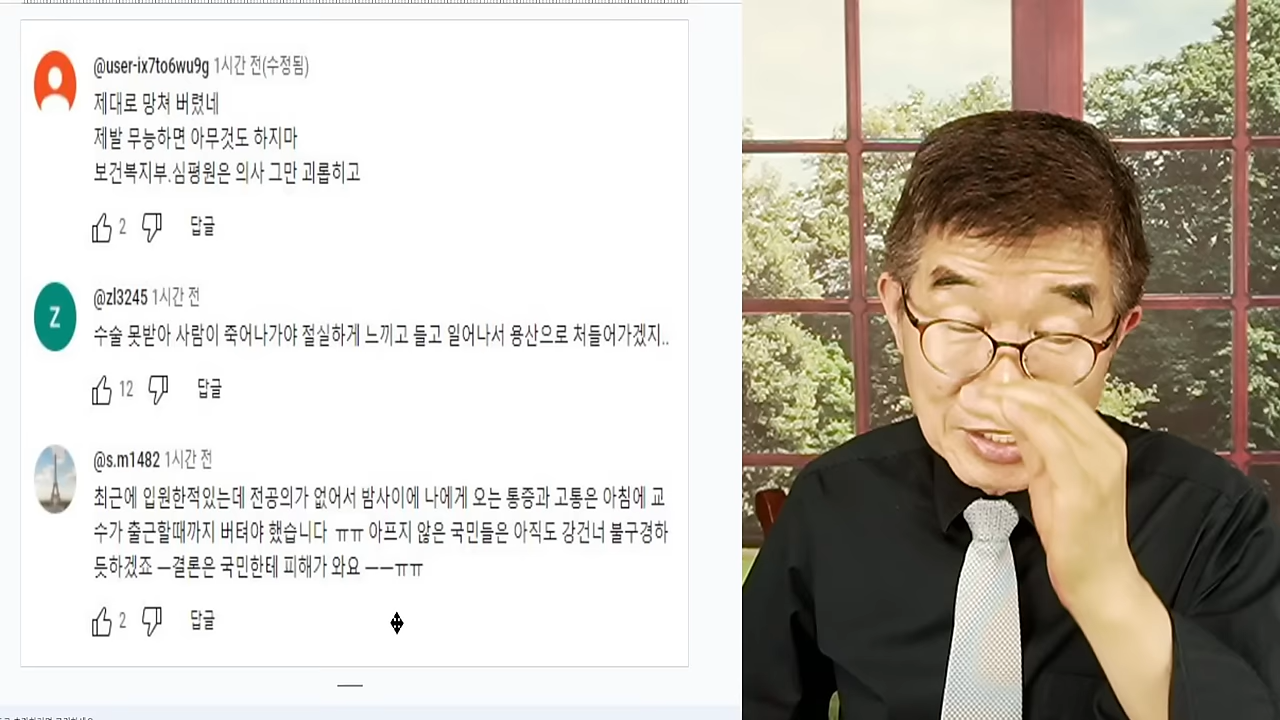 @user-ix7to6wu9g 1시간 전(수정됨)
제대로 망쳐 버렸네
제발 무능하면 아무것도 하지마
보건복지부.심평원은 의사 그만 괴롭히고
2 답글
Z
@zl3245 1시간 전
수술 못받아 사람이 죽어나가야 절실하게 느끼고 들고 일어나서 용산으로 처들어가겠지..
12 답글
@s.m1482 1시간 전
최근에 입원한적있는데 전공의가 없어서 밤사이에 나에게 오는 통증과 고통은 아침에 교
수가 출근할때까지 버텨야 했습니다 ㅠㅠ 아프지 않은 국민들은 아직도 강건너 불구경하
듯하겠죠 ㅡ결론은 국민한테 피해가 와요 ㅡㅡㅠㅠ
2 답글